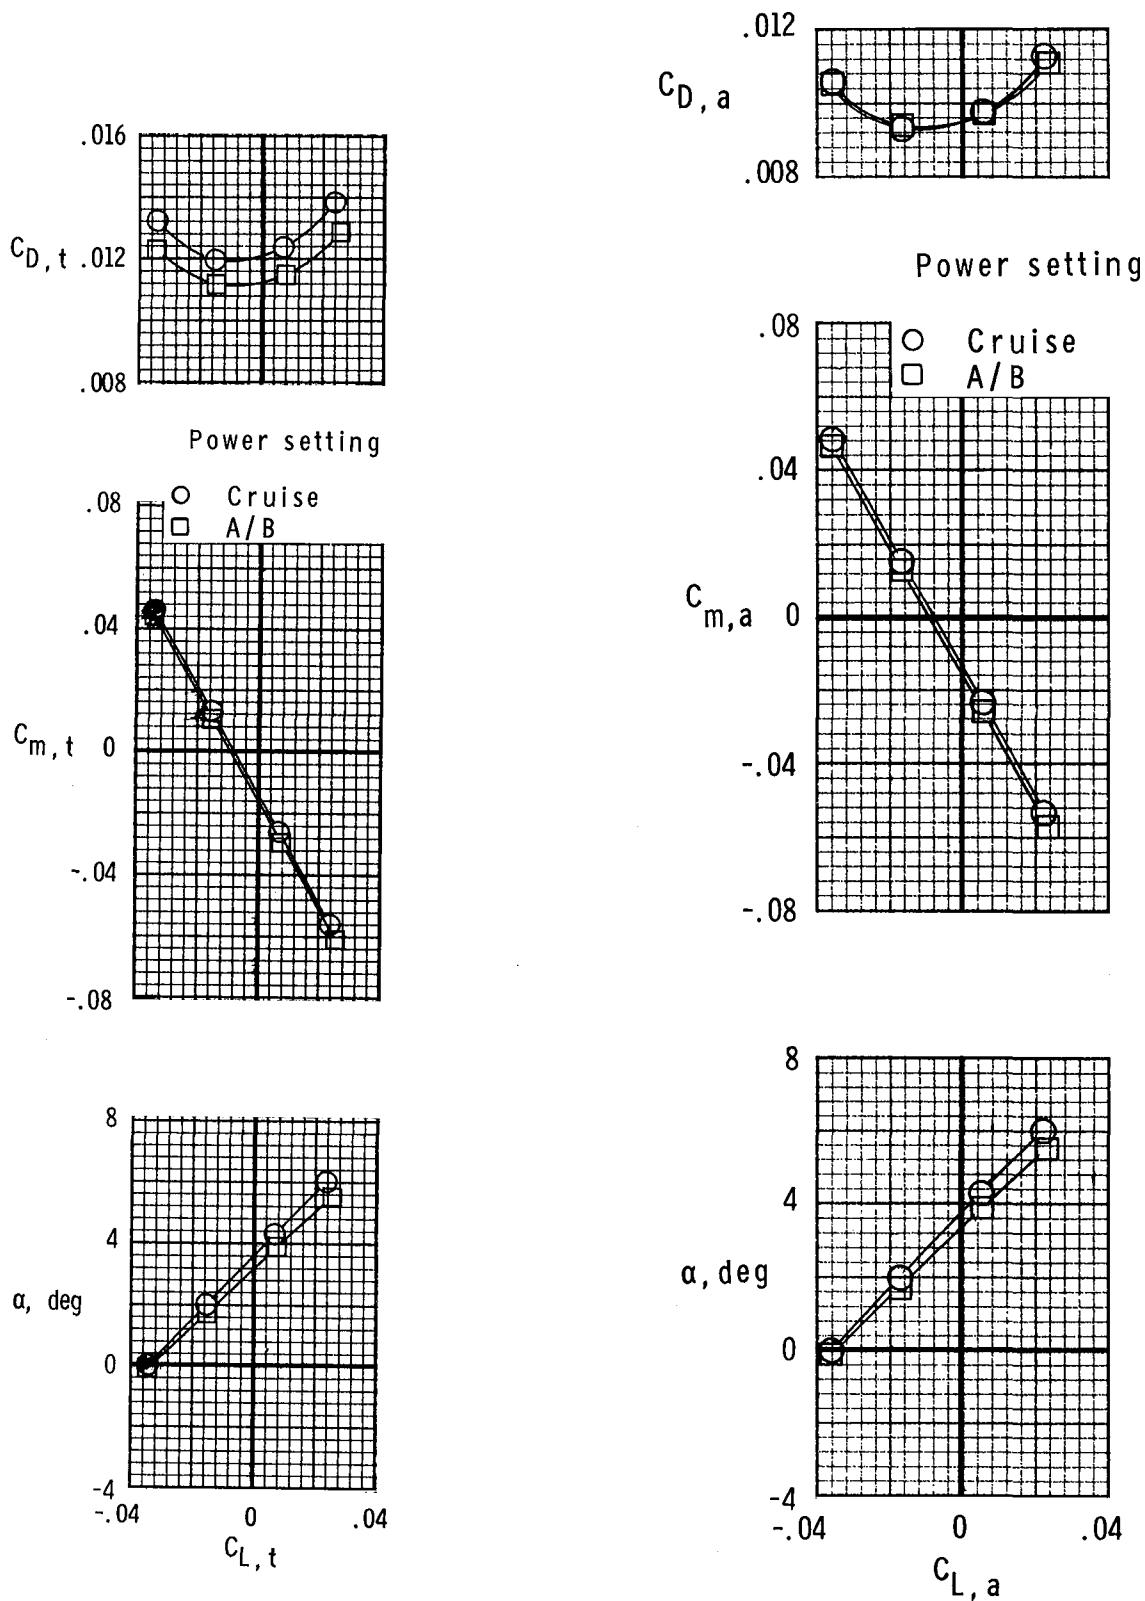 .016
C_D,t .012
.008
Power setting
.08
Cruise
A/B
.04
C_m,t 0
-.04
-.08
8
4
α, deg
0
-4
-.04 0 .04
C_L,t
.012
C_D,a
.008
Power setting
.08
Cruise
A/B
.04
C_m,a 0
-.04
-.08
8
4
α, deg
0
-4
-.04 0 .04
C_L,a